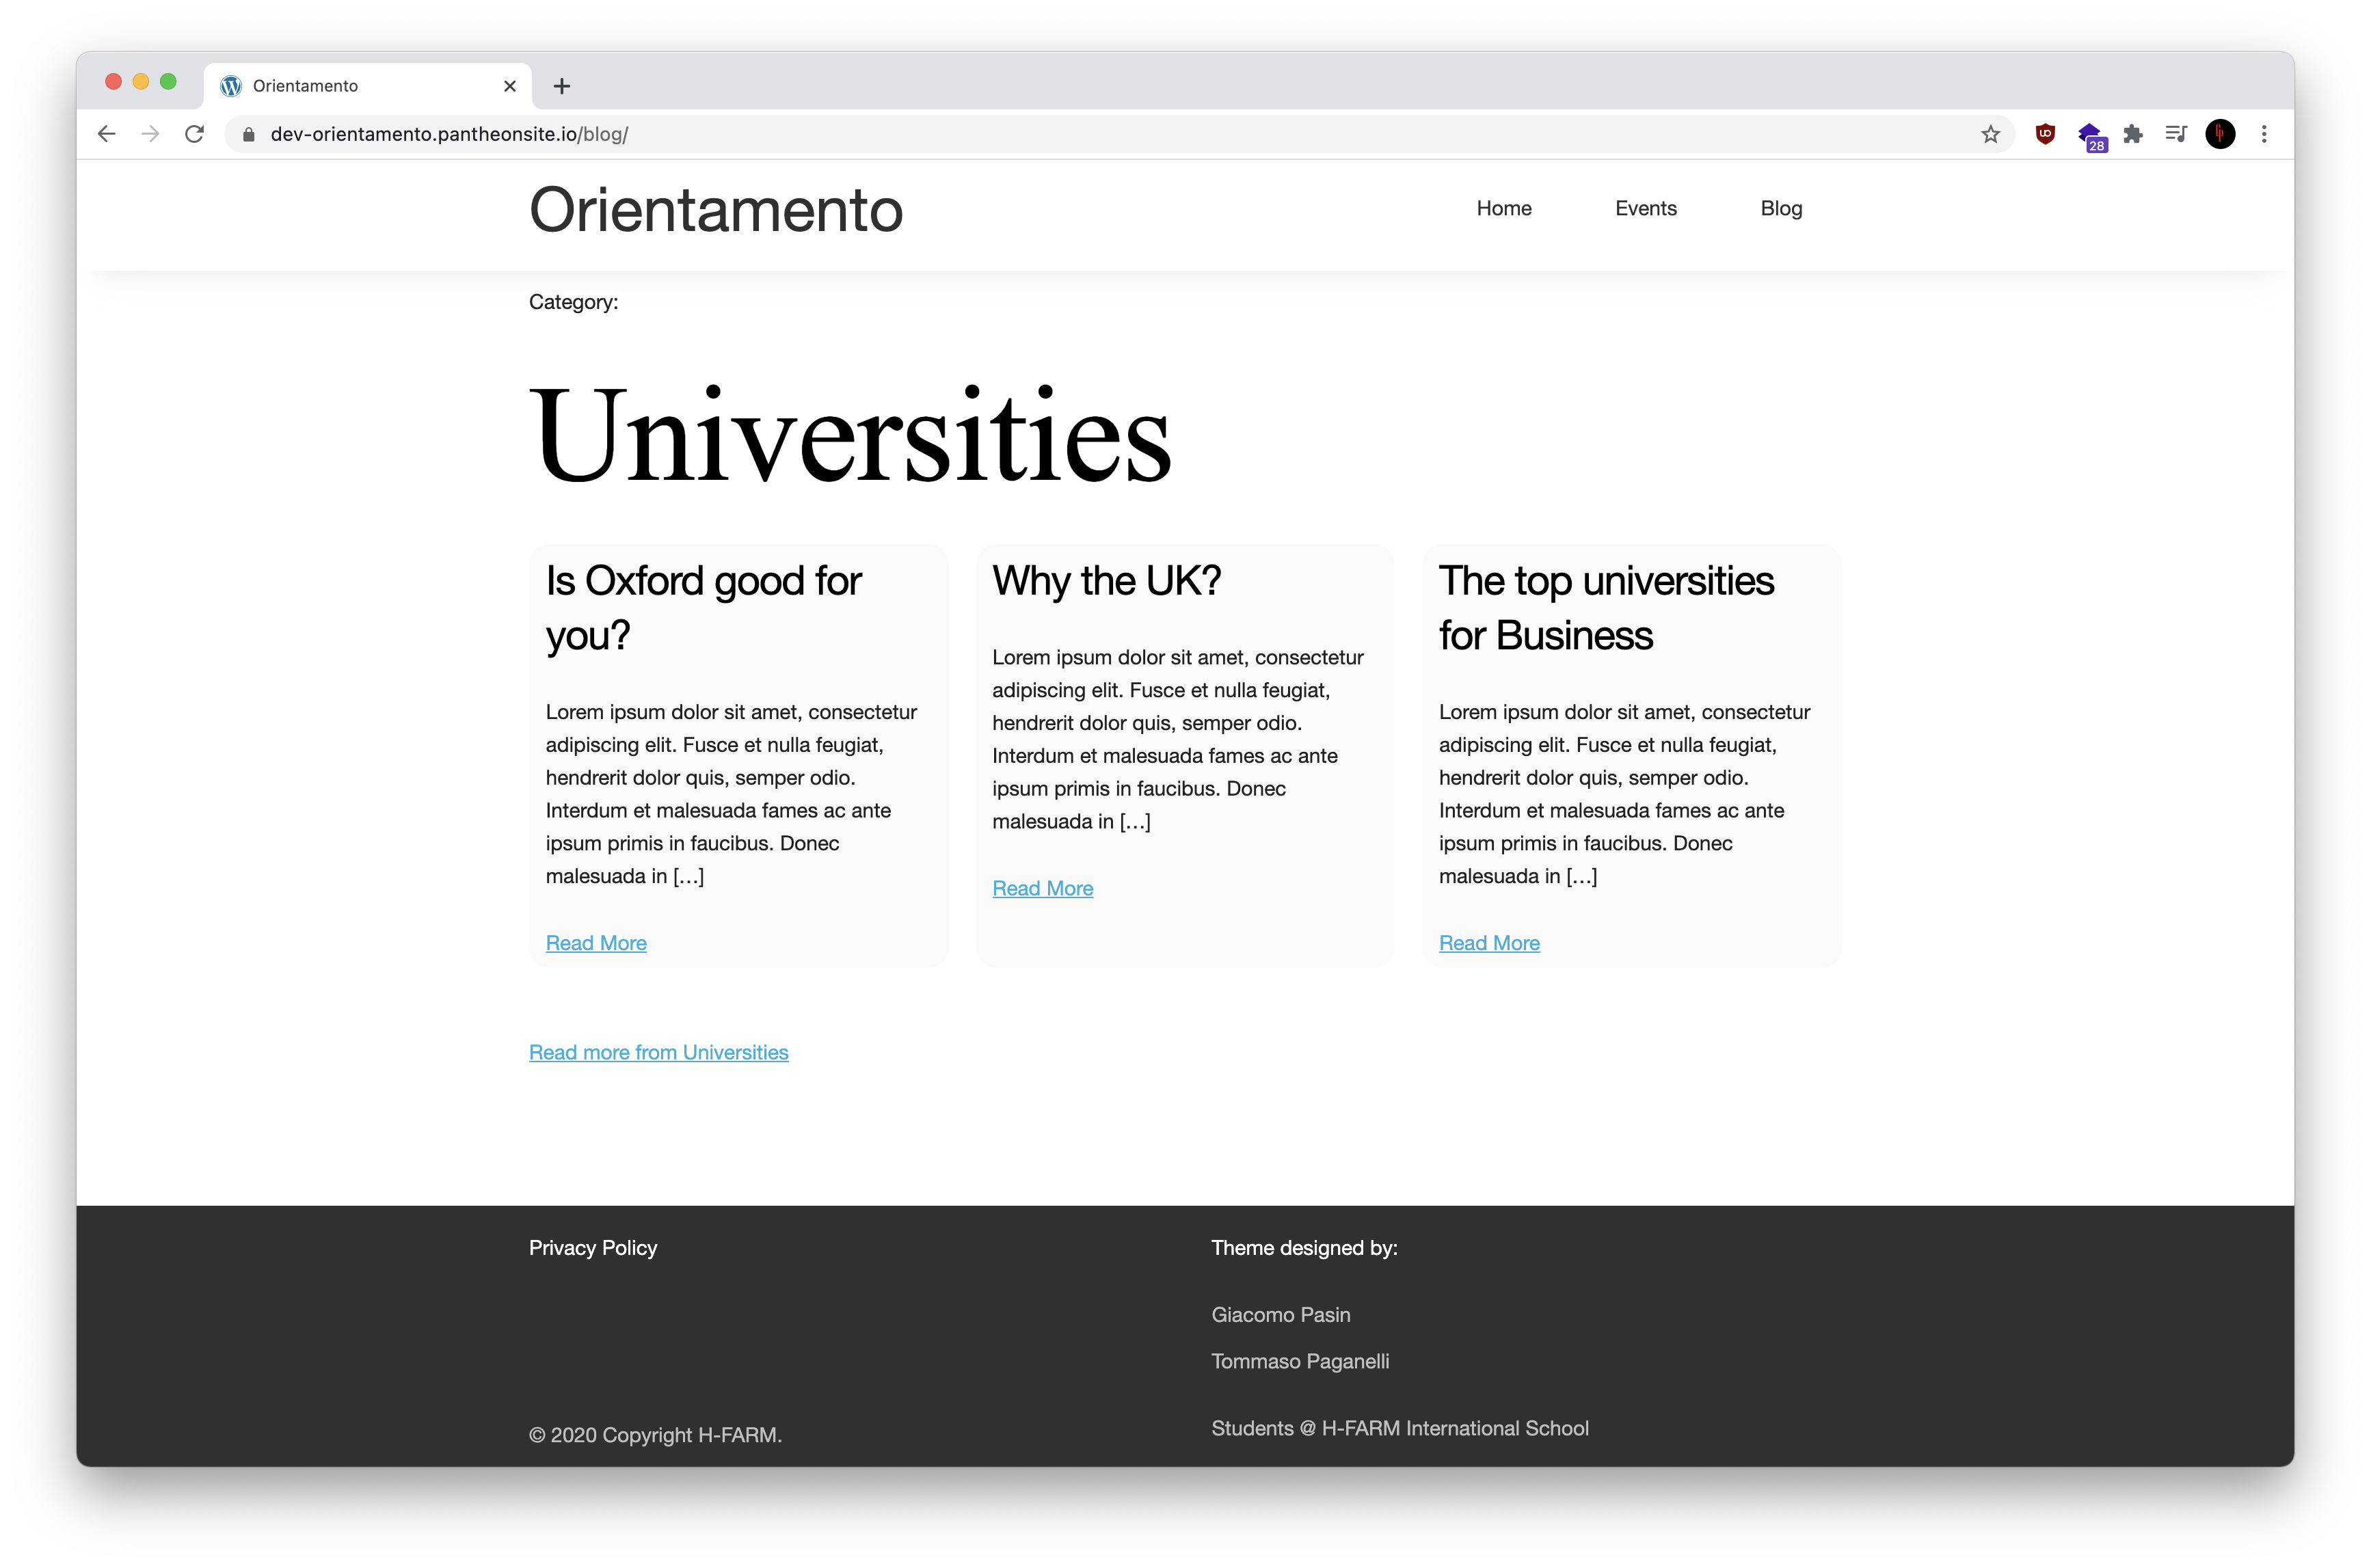 Orientamento
dev-orientamento.pantheonsite.io/blog/
28
Orientamento
Home
Events
Blog
Category:
Universities
Is Oxford good for
you?
Lorem ipsum dolor sit amet, consectetur
adipiscing elit. Fusce et nulla feugiat,
hendrerit dolor quis, semper odio.
Interdum et malesuada fames ac ante
ipsum primis in faucibus. Donec
malesuada in […]
Read More
Why the UK?
Lorem ipsum dolor sit amet, consectetur
adipiscing elit. Fusce et nulla feugiat,
hendrerit dolor quis, semper odio.
Interdum et malesuada fames ac ante
ipsum primis in faucibus. Donec
malesuada in […]
Read More
The top universities
for Business
Lorem ipsum dolor sit amet, consectetur
adipiscing elit. Fusce et nulla feugiat,
hendrerit dolor quis, semper odio.
Interdum et malesuada fames ac ante
ipsum primis in faucibus. Donec
malesuada in […]
Read More
Read more from Universities
Privacy Policy
© 2020 Copyright H-FARM.
Theme designed by:
Giacomo Pasin
Tommaso Paganelli
Students @ H-FARM International School